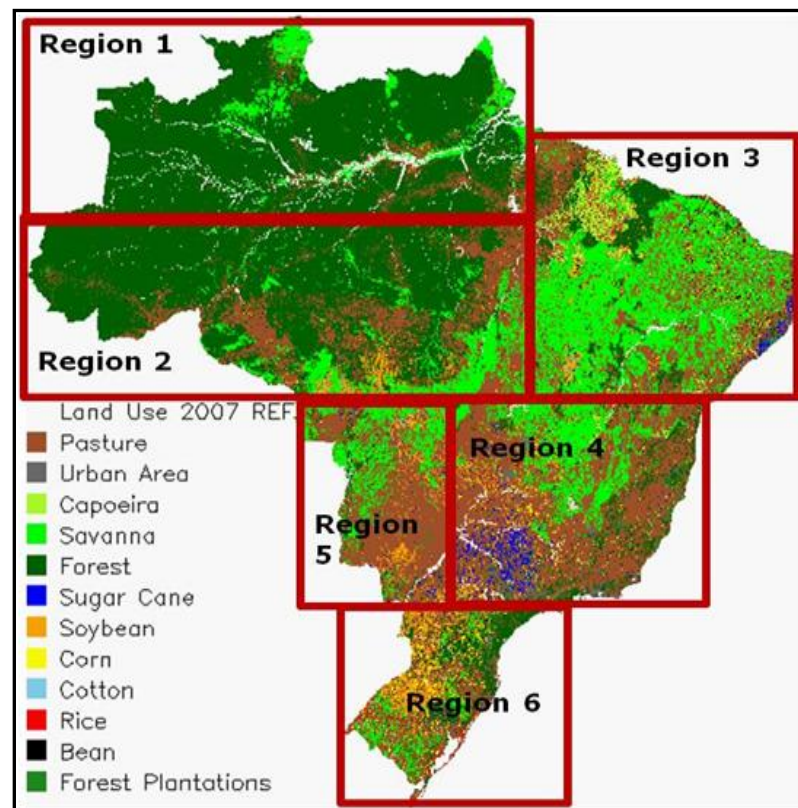 Region 1
Region 3
Region 2
Land Use 2007 REF.
Pasture
Urban Area
Capoeira
Savanna
Forest
Sugar Cane
Soybean
Corn
Cotton
Rice
Bean
Forest Plantations
Region 4
Region
5
Region 6